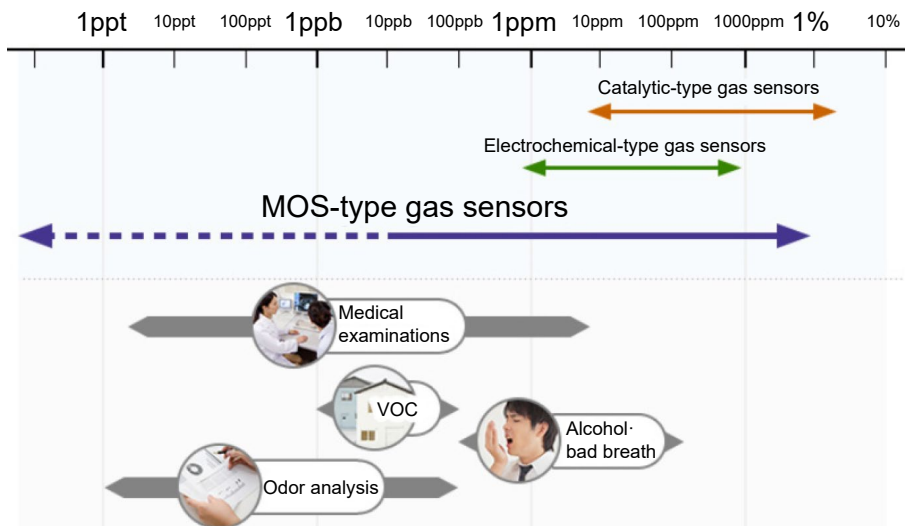 1ppt 10ppt 100ppt 1ppb 10ppb 100ppb 1ppm 10ppm 100ppm 1000ppm 1% 10%
Catalytic-type gas sensors
Electrochemical-type gas sensors
MOS-type gas sensors
Medical
examinations
VOC
Alcohol·
bad breath
Odor analysis